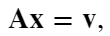 Ax = v,